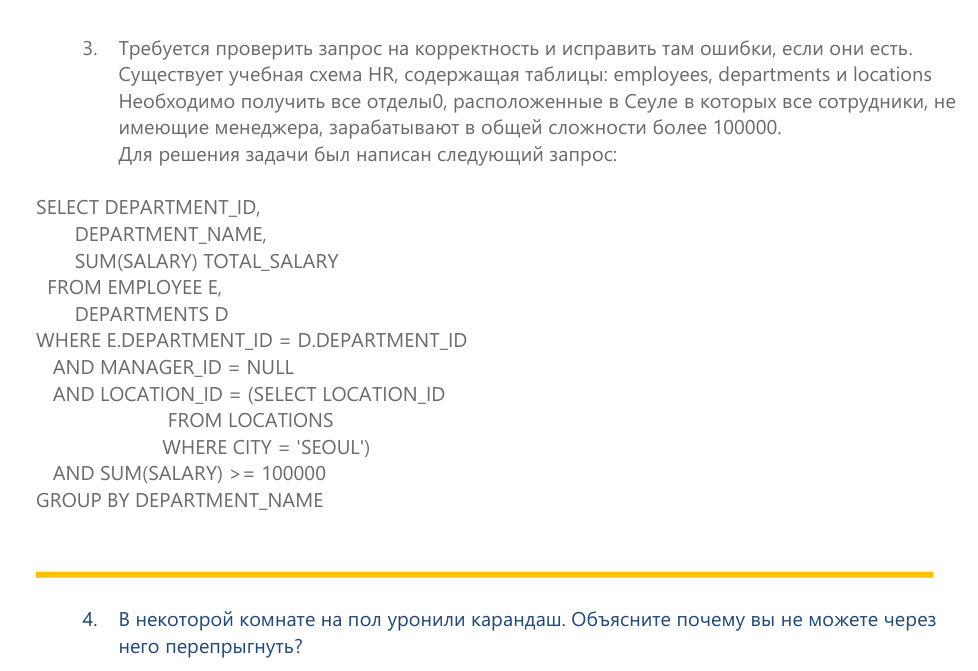 3. Требуется проверить запрос на корректность и исправить там ошибки, если они есть.
Существует учебная схема HR, содержащая таблицы: employees, departments и locations
Необходимо получить все отделы0, расположенные в Сеуле в которых все сотрудники, не
имеющие менеджера, зарабатывают в общей сложности более 100000.
Для решения задачи был написан следующий запрос:
SELECT DEPARTMENT_ID,
DEPARTMENT_NAME,
SUM(SALARY) TOTAL_SALARY
FROM EMPLOYEE E,
DEPARTMENTS D
WHERE E.DEPARTMENT_ID = D.DEPARTMENT_ID
AND MANAGER_ID = NULL
AND LOCATION_ID = (SELECT LOCATION_ID
FROM LOCATIONS
WHERE CITY = 'SEOUL')
AND SUM(SALARY) >= 100000
GROUP BY DEPARTMENT_NAME
4. В некоторой комнате на пол уронили карандаш. Объясните почему вы не можете через
него перепрыгнуть?